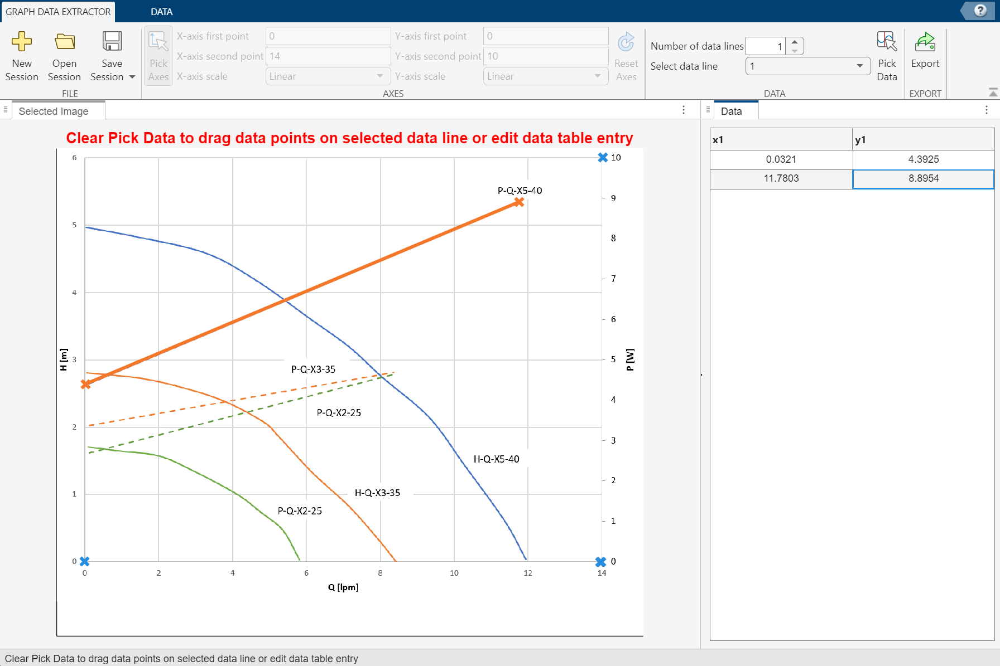 GRAPH DATA EXTRACTOR
DATA
?
New Session
Open Session
Save Session
FILE
Pick Axes
X-axis first point 0
X-axis second point 14
X-axis scale Linear
Y-axis first point 0
Y-axis second point 10
Y-axis scale Linear
Reset Axes
AXES
Number of data lines 1
Select data line 1
Pick Data
DATA
Export
EXPORT
Selected Image
Data
Clear Pick Data to drag data points on selected data line or edit data table entry
x1 y1
0.0321 4.3925
11.7803 8.8954
6
5
4
3
2
1
0
H [m]
10
9
8
7
6
5
4
3
2
1
0
P [W]
P-Q-X5-40
P-Q-X3-35
P-Q-X2-25
H-Q-X5-40
H-Q-X3-35
P-Q-X2-25
0 2 4 6 8 10 12 14
Q [lpm]
Clear Pick Data to drag data points on selected data line or edit data table entry